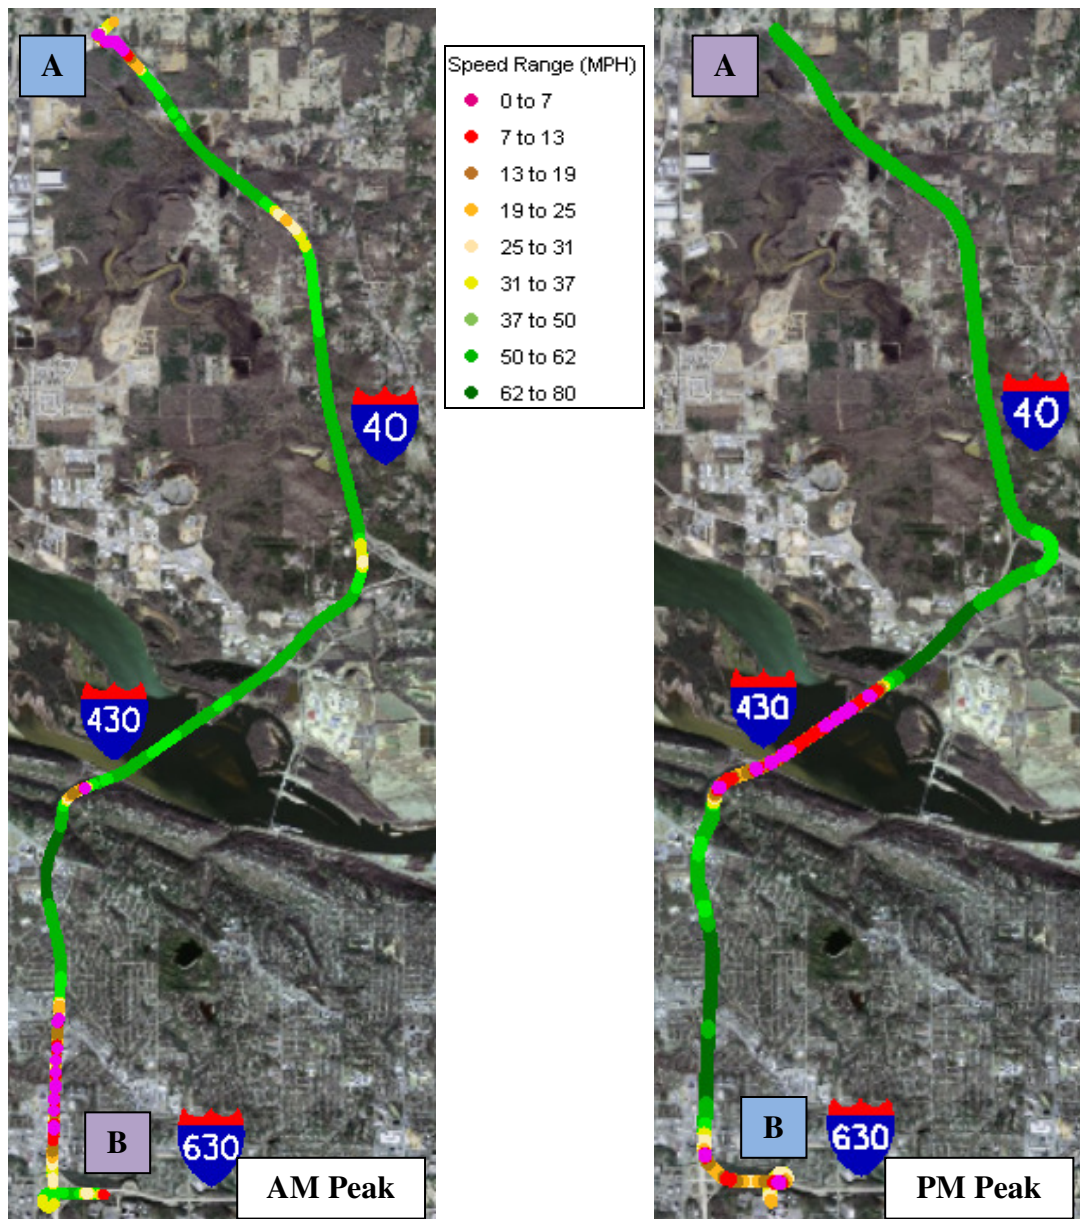 A
40
430
B
630
AM Peak
Speed Range (MPH)
0 to 7
7 to 13
13 to 19
19 to 25
25 to 31
31 to 37
37 to 50
50 to 62
62 to 80
A
40
430
B
630
PM Peak